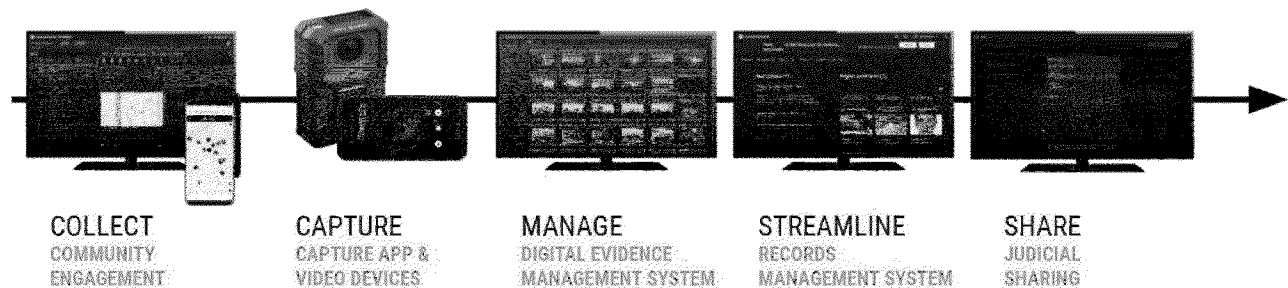 COLLECT
COMMUNITY
ENGAGEMENT
CAPTURE
CAPTURE APP &
VIDEO DEVICES
MANAGE
DIGITAL EVIDENCE
MANAGEMENT SYSTEM
STREAMLINE
RECORDS
MANAGEMENT SYSTEM
SHARE
JUDICIAL
SHARING